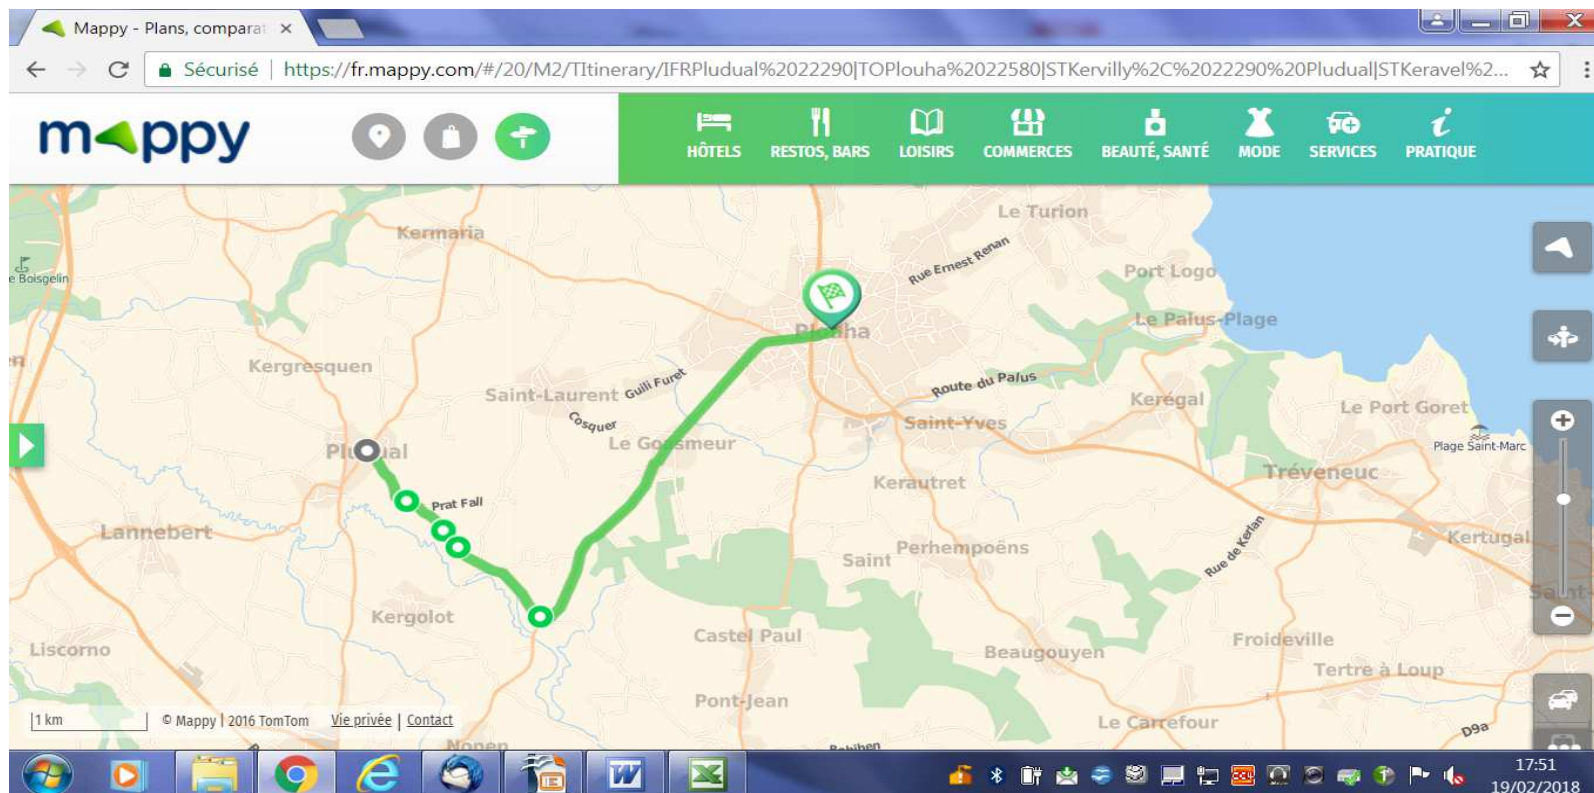 Mappy - Plans, comparat
Sécurisé | https://fr.mappy.com/#/20/M2/TItinerary/IFRPludual%2022290|TOPlouha%2022580|STKervilly%2C%2022290%20Pludual|STKeravel%2...
mappy
HÔTELS RESTOS, BARS LOISIRS COMMERCES BEAUTÉ, SANTÉ MODE SERVICES PRATIQUE
Le Turion
Kermaria
Rue Ernest Renan
Port Logo
e Boisgelin
Le Palus-Plage
Kergresquen
Saint-Laurent
Guilli Furet
Route du Palus
Kerégal
Le Port Goret
Cosquer
Saint-Yves
Plage Saint-Marc
Tréveneuc
Kerautret
Prat Fall
Lannebert
Rue de Kerlan
Kertugal
Saint
Perhempoëns
Kergolot
Castel Paul
Froideville
Liscorno
Beaugouyen
Tertre à Loup
Pont-Jean
1 km
© Mappy | 2016 TomTom Vie privée | Contact
Le Carrefour
D9a
17:51
19/02/2018